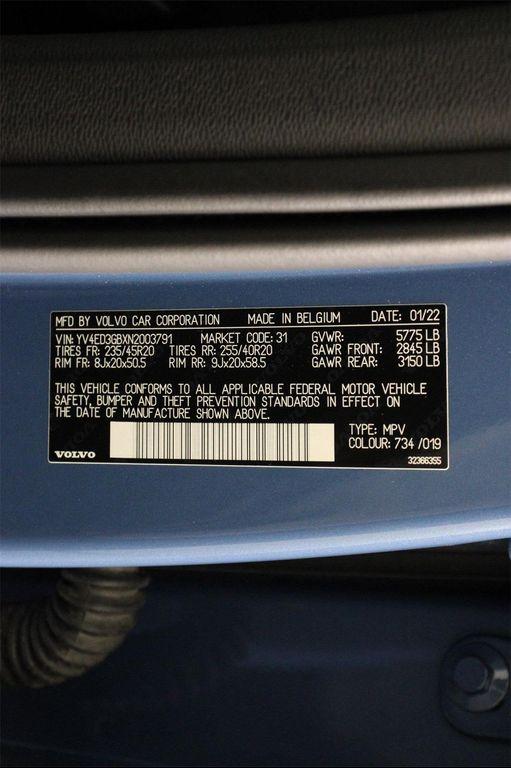 MFD BY VOLVO CAR CORPORATION MADE IN BELGIUM DATE: 01/22
VIN: YV4ED3GBXN2003791 MARKET CODE: 31 GVWR: 5775 LB
TIRES FR: 235/45R20 TIRES RR: 255/40R20 GAWR FRONT: 2845 LB
RIM FR: 8Jx20x50.5 RIM RR: 9Jx20x58.5 GAWR REAR: 3150 LB
THIS VEHICLE CONFORMS TO ALL APPLICABLE FEDERAL MOTOR VEHICLE
SAFETY, BUMPER AND THEFT PREVENTION STANDARDS IN EFFECT ON
THE DATE OF MANUFACTURE SHOWN ABOVE.
TYPE: MPV
COLOUR: 734 /019
VOLVO
32366355